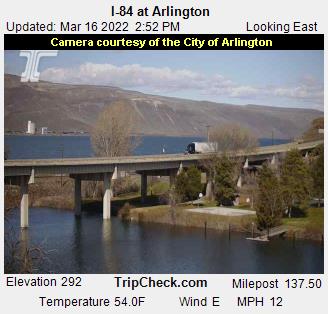 I-84 at Arlington
Updated: Mar 16 2022 2:52 PM Looking East
Camera courtesy of the City of Arlington
Elevation 292 TripCheck.com Milepost 137.50
Temperature 54.0F Wind E MPH 12